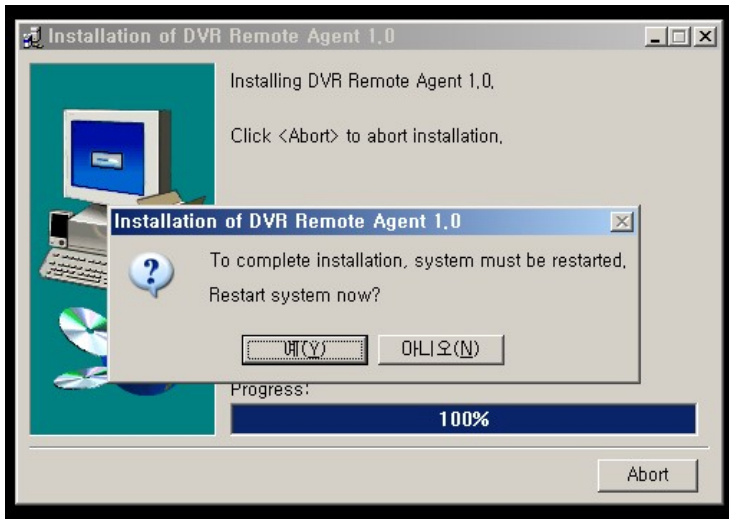 Installation of DVR Remote Agent 1.0
Installing DVR Remote Agent 1.0.
Click <Abort> to abort installation.
Installation of DVR Remote Agent 1.0
To complete installation, system must be restarted.
Restart system now?
예(Y) 아니오(N)
Progress:
100%
Abort